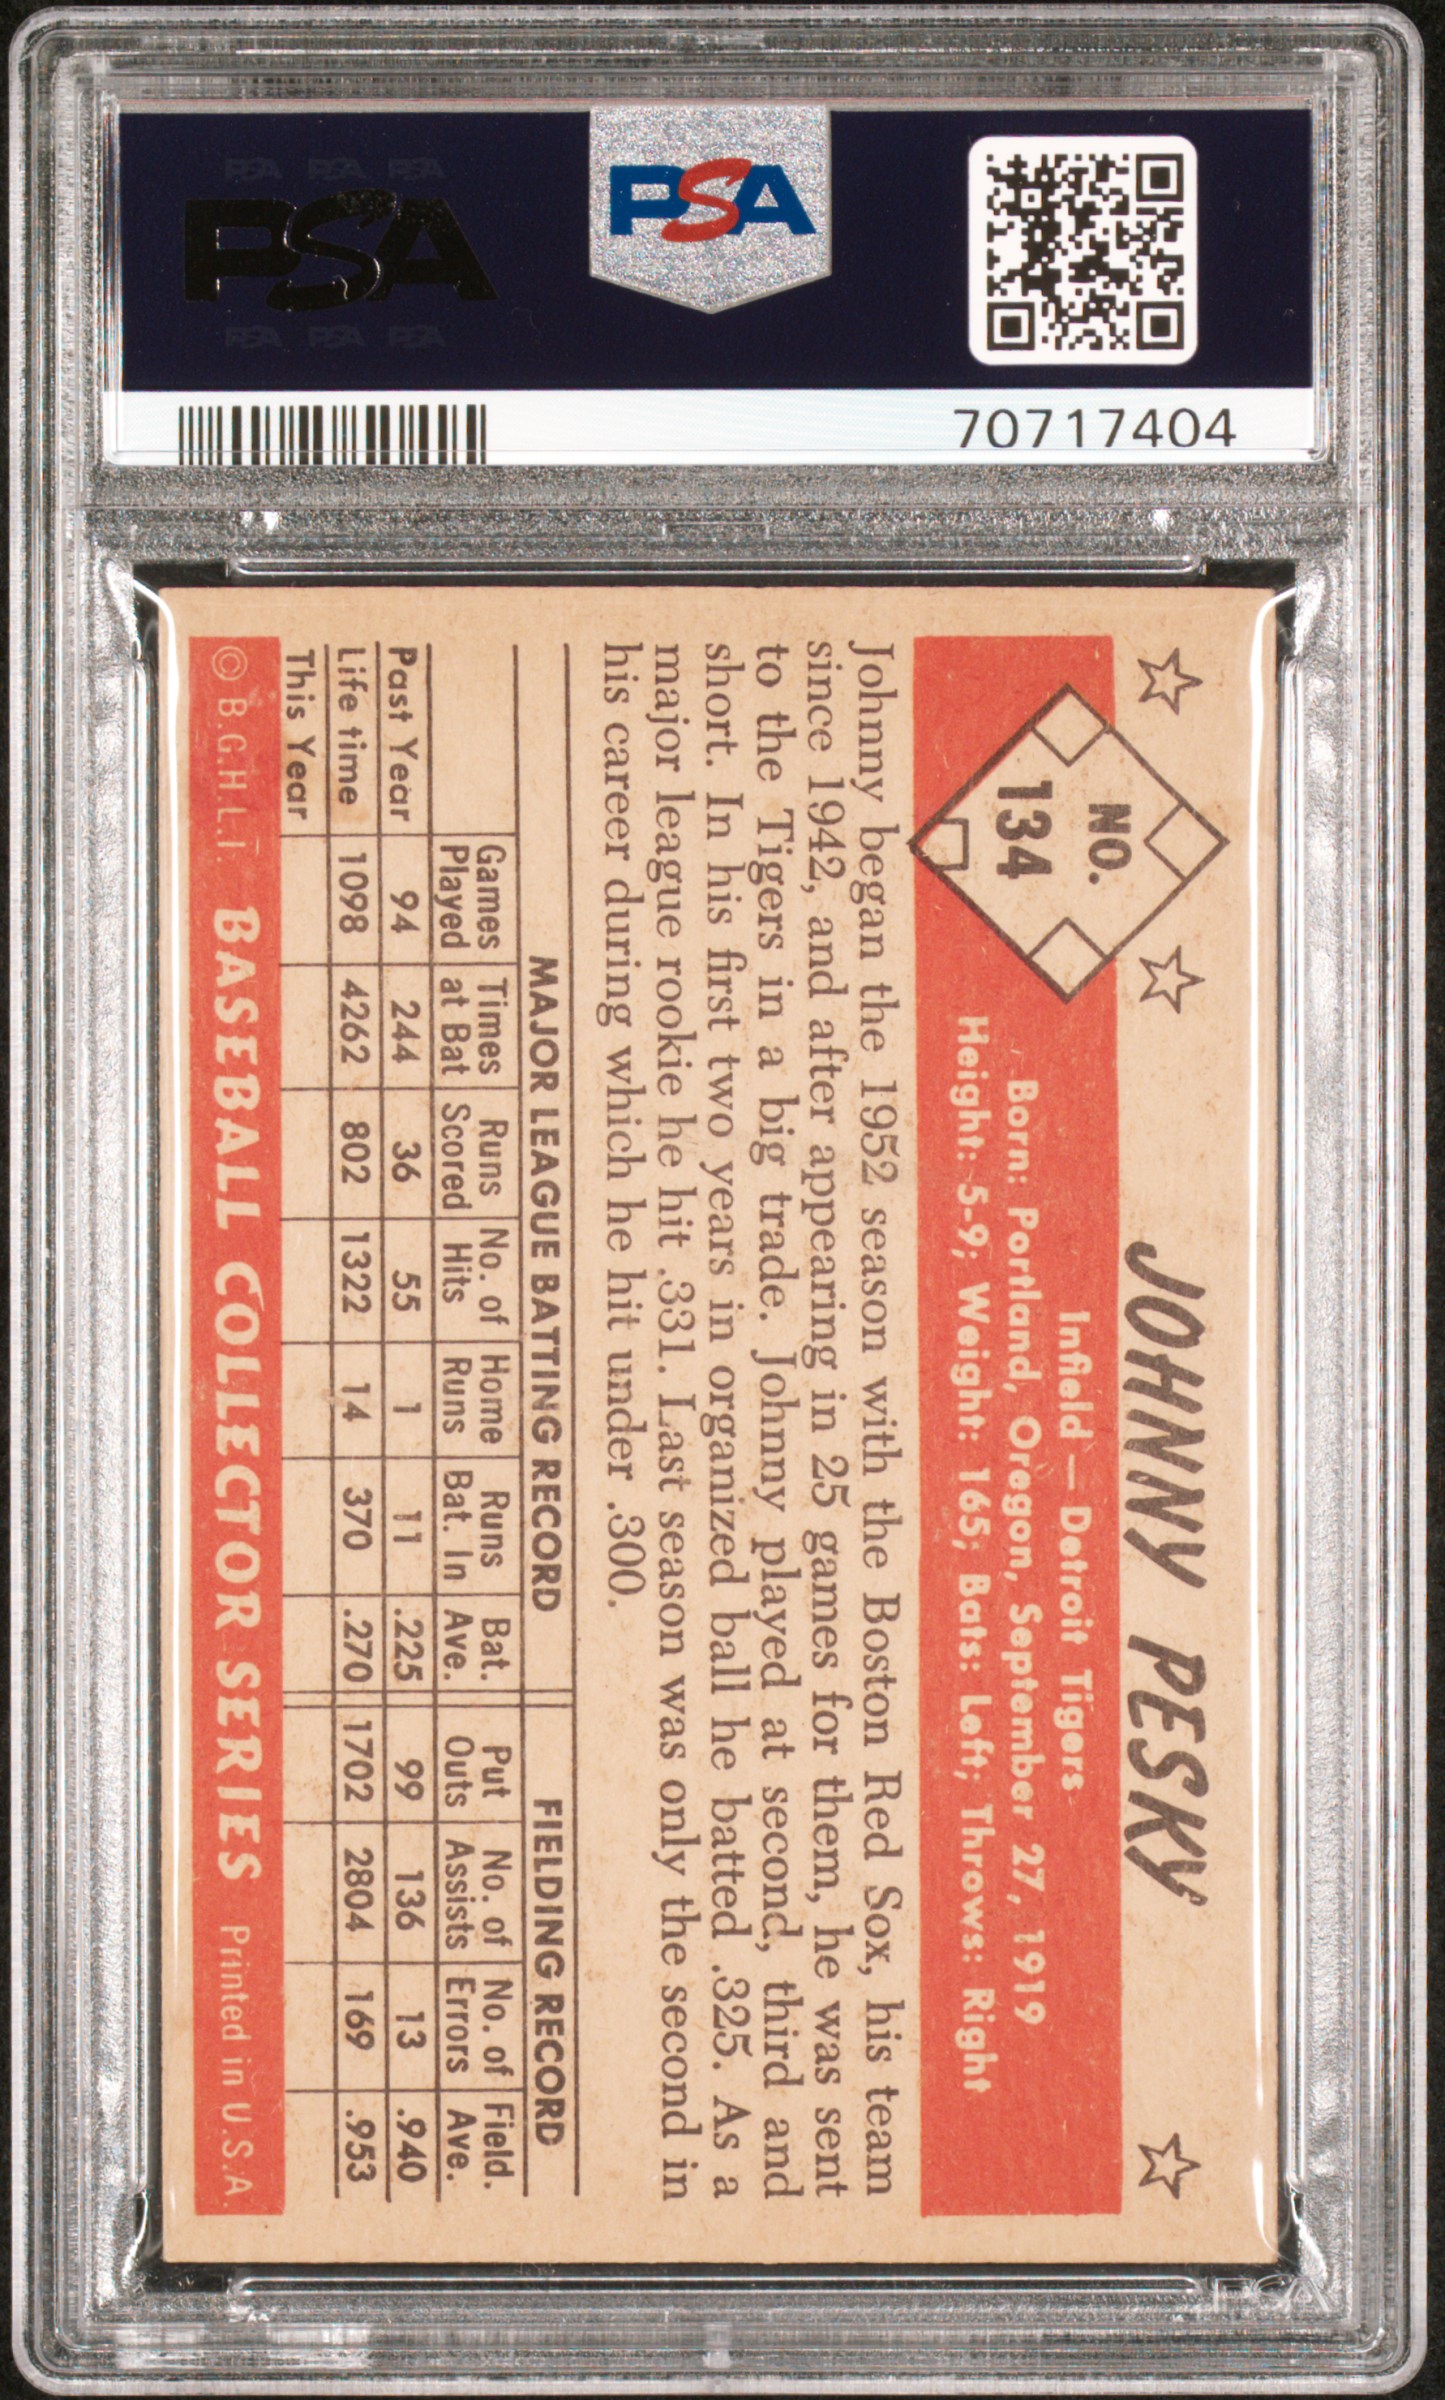 PSA PSA PSA
PSA
PSA PSA PSA
PSA
70717404
JOHNNY PESKY
NO.
134
Infield — Detroit Tigers
Born: Portland, Oregon, September 27, 1919
Height: 5-9; Weight: 165; Bats: Left; Throws: Right
Johnny began the 1952 season with the Boston Red Sox, his team
since 1942, and after appearing in 25 games for them, he was sent
to the Tigers in a big trade. Johnny played at second, third and
short. In his first two years in organized ball he batted .325. As a
major league rookie he hit .331. Last season was only the second in
his career during which he hit under .300.
MAJOR LEAGUE BATTING RECORD FIELDING RECORD
Games Times Runs No. of Home Runs Bat. Put No. of No. of Field.
Played at Bat Scored Hits Runs Bat. In Ave. Outs Assists Errors Ave.
Past Year 94 244 36 55 1 11 .225 99 136 13 .940
Life time 1098 4262 802 1322 14 370 .270 1702 2804 169 .953
This Year
© B.G.H.L.I. BASEBALL COLLECTOR SERIES Printed in U.S.A.
PSA